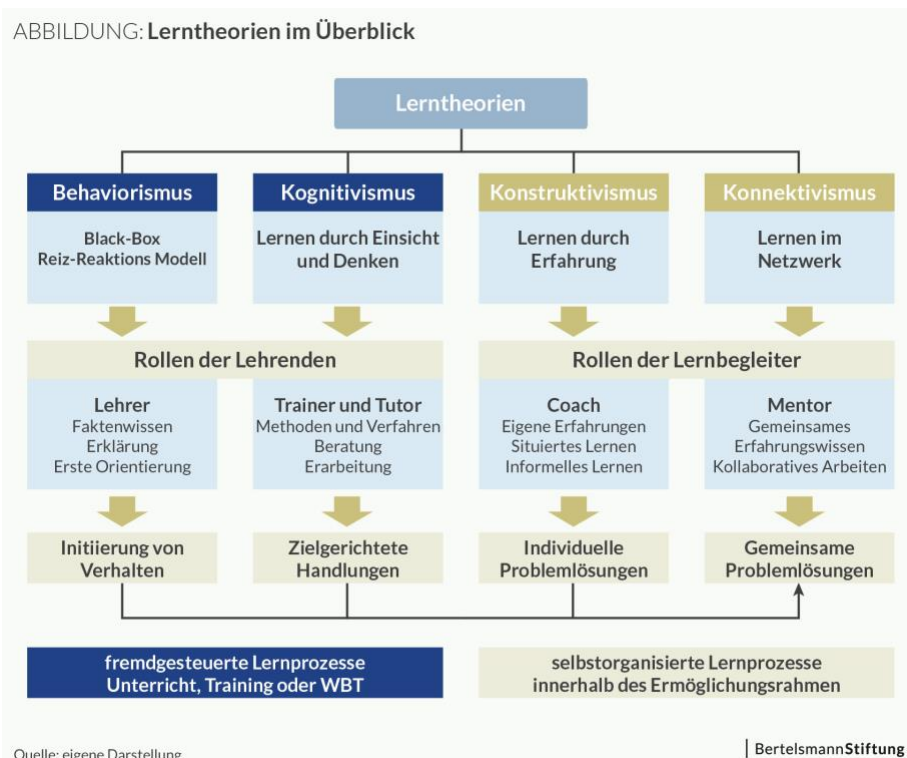 ABBILDUNG: Lerntheorien im Überblick
Lerntheorien
Behaviorismus
Black-Box
Reiz-Reaktions Modell
Kognitivismus
Lernen durch Einsicht
und Denken
Konstruktivismus
Lernen durch
Erfahrung
Konnektivismus
Lernen im
Netzwerk
Rollen der Lehrenden
Rollen der Lernbegleiter
Lehrer
Faktenwissen
Erklärung
Erste Orientierung
Trainer und Tutor
Methoden und Verfahren
Beratung
Erarbeitung
Coach
Eigene Erfahrungen
Situiertes Lernen
Informelles Lernen
Mentor
Gemeinsames
Erfahrungswissen
Kollaboratives Arbeiten
Initiierung von
Verhalten
Zielgerichtete
Handlungen
Individuelle
Problemlösungen
Gemeinsame
Problemlösungen
fremdgesteuerte Lernprozesse
Unterricht, Training oder WBT
selbstorganisierte Lernprozesse
innerhalb des Ermöglichungsrahmen
Quelle: eigene Darstellung
BertelsmannStiftung